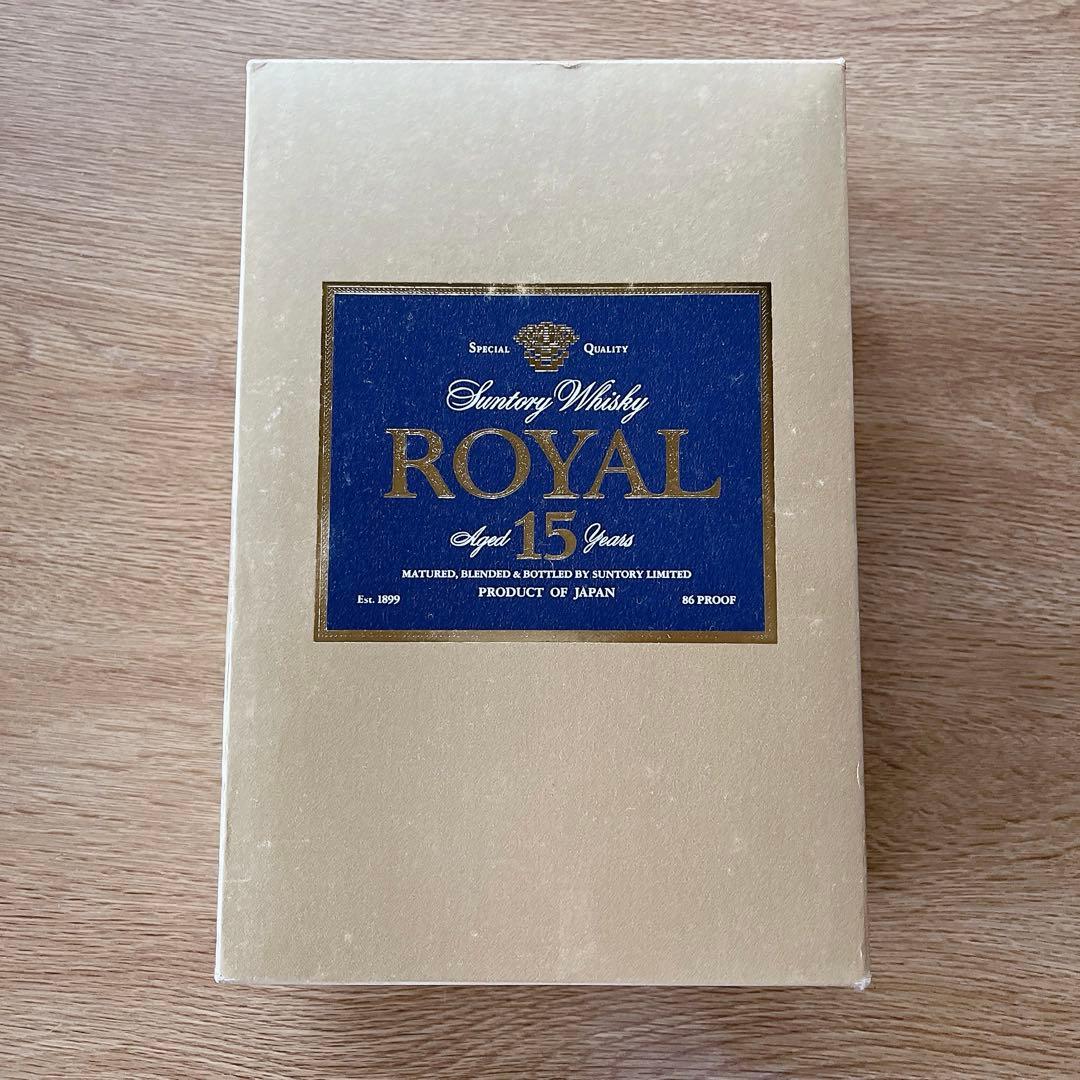 SPECIAL QUALITY
Suntory Whisky
ROYAL
Aged 15 Years
MATURED, BLENDED & BOTTLED BY SUNTORY LIMITED
PRODUCT OF JAPAN
Est. 1899 86 PROOF